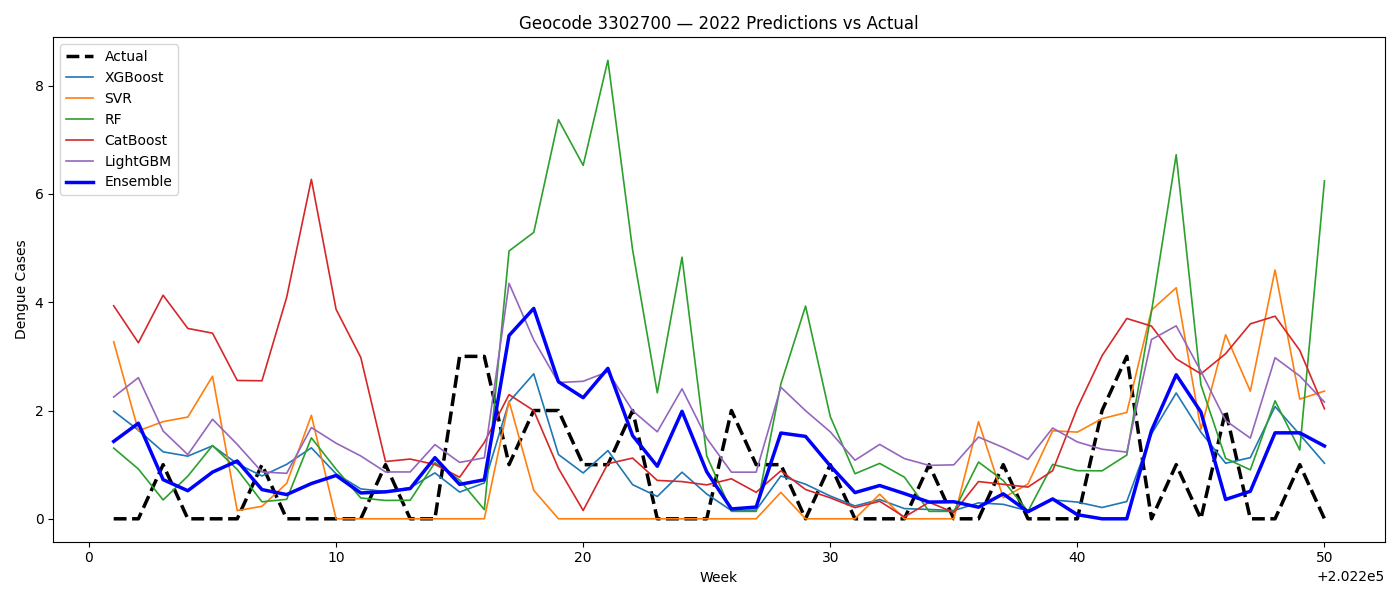 Geocode 3302700 — 2022 Predictions vs Actual
Actual
XGBoost
SVR
RF
CatBoost
LightGBM
Ensemble
Dengue Cases
8
6
4
2
0
0 10 20 30 40 50
Week
+2.022e5